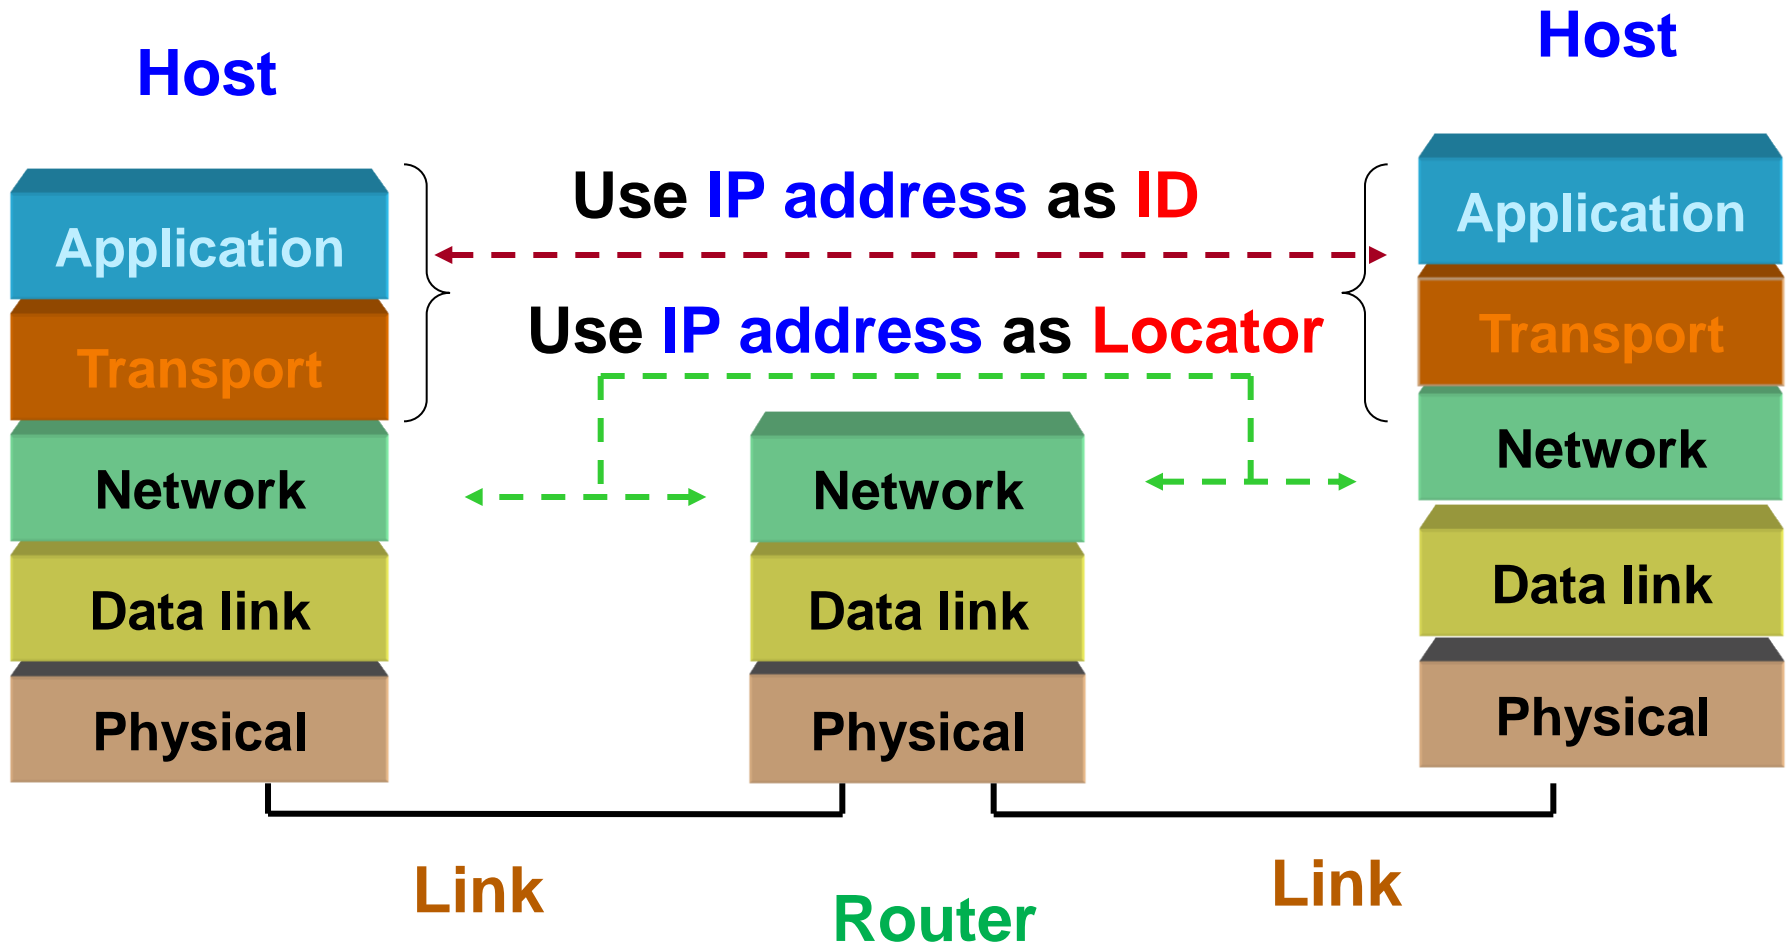 Host
Host
Use IP address as ID
Use IP address as Locator
Application
Transport
Network
Data link
Physical
Network
Data link
Physical
Application
Transport
Network
Data link
Physical
Link
Router
Link